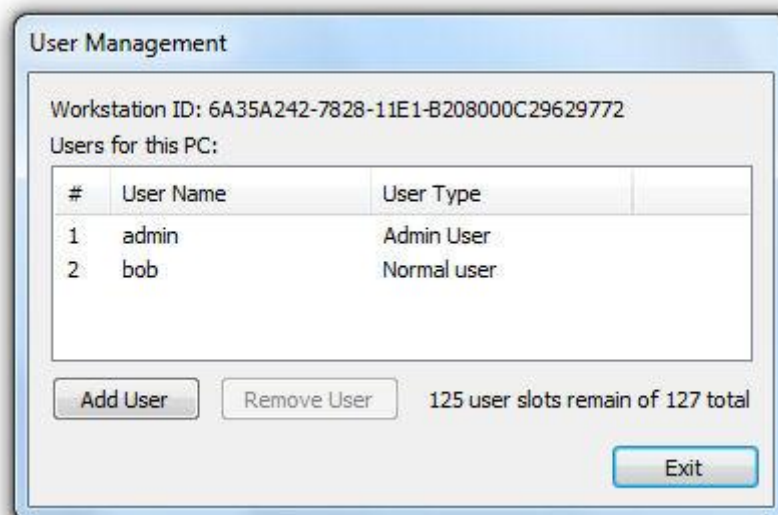 User Management
Workstation ID: 6A35A242-7828-11E1-B208000C29629772
Users for this PC:
# User Name User Type
1 admin Admin User
2 bob Normal user
Add User Remove User 125 user slots remain of 127 total
Exit